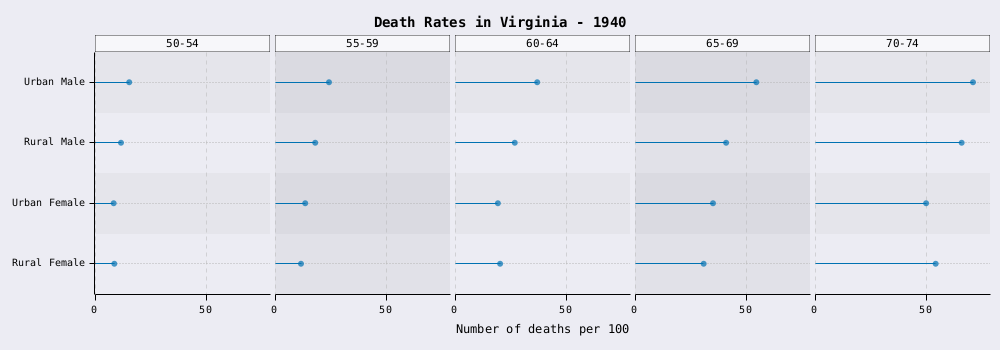 Death Rates in Virginia - 1940
50-54 55-59 60-64 65-69 70-74
Urban Male
Rural Male
Urban Female
Rural Female
0 50 0 50 0 50 0 50 0 50
Number of deaths per 100